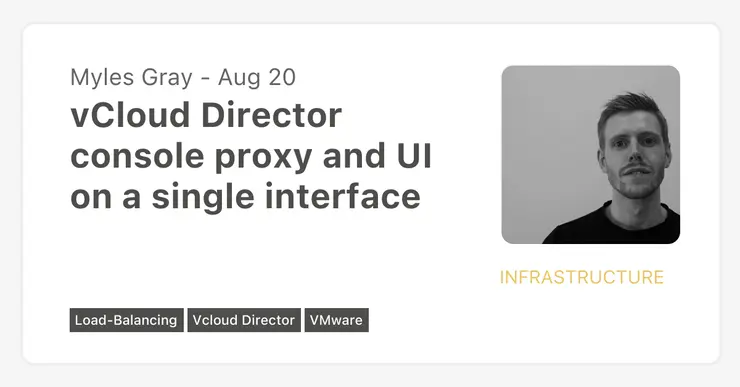 Myles Gray - Aug 20
vCloud Director
console proxy and UI
on a single interface
INFRASTRUCTURE
Load-Balancing
Vcloud Director
VMware